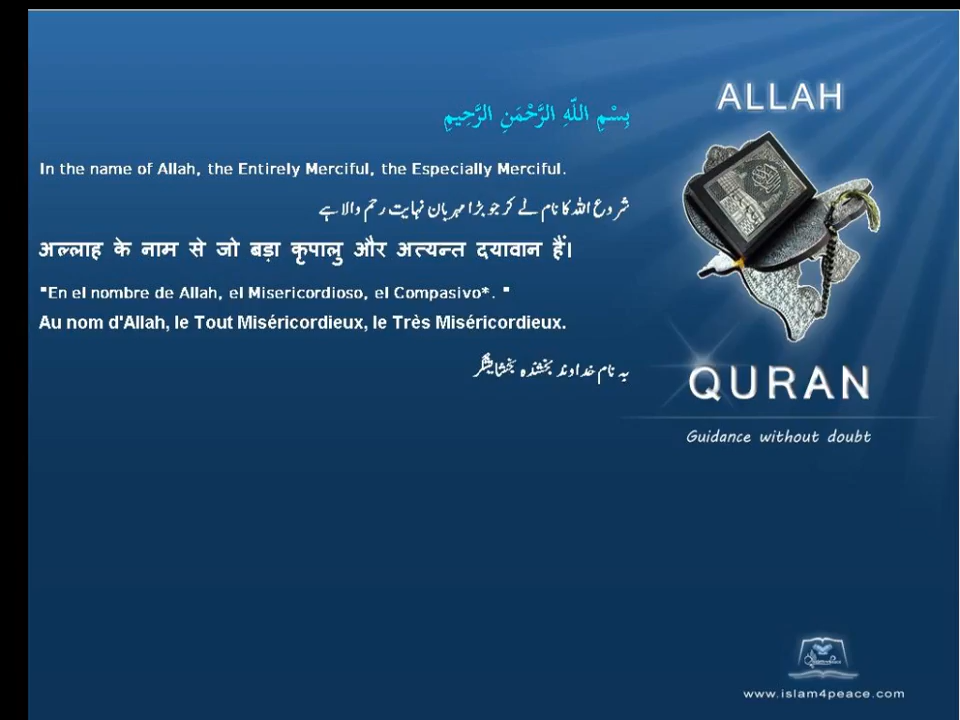 بِسْمِ اللّهِ الرَّحْمَنِ الرَّحِيمِ
In the name of Allah, the Entirely Merciful, the Especially Merciful.
شروع اللہ کا نام لے کر جو بڑا مہربان نہایت رحم والا ہے
अल्लाह के नाम से जो बड़ा कृपालु और अत्यन्त दयावान हैं।
"En el nombre de Allah, el Misericordioso, el Compasivo*. "
Au nom d'Allah, le Tout Miséricordieux, le Très Miséricordieux.
به نام خداوند بخشنده بخشایشگر
ALLAH
QURAN
Guidance without doubt
www.islam4peace.com